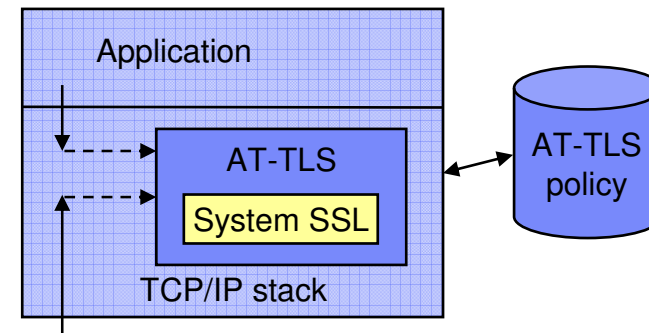 Application
AT-TLS
System SSL
TCP/IP stack
AT-TLS
policy